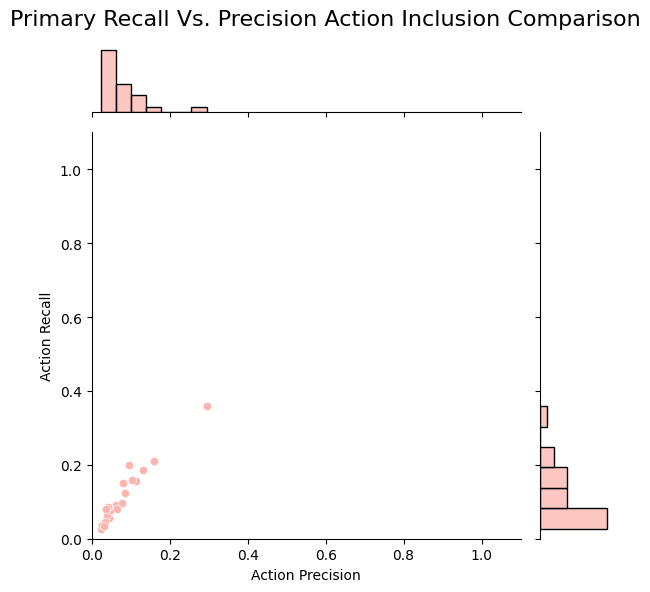 Primary Recall Vs. Precision Action Inclusion Comparison
1.0
0.8
0.6
0.4
0.2
0.0
Action Recall
0.0 0.2 0.4 0.6 0.8 1.0
Action Precision